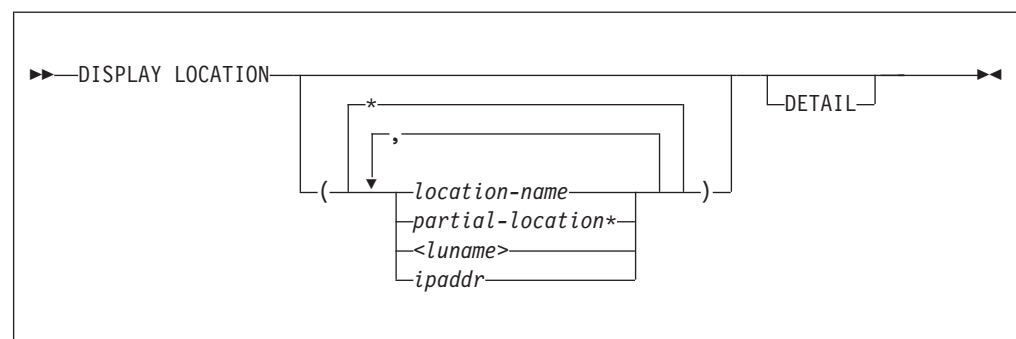 DISPLAY LOCATION
DETAIL
*
,
( location-name )
partial-location*
<luname>
ipaddr